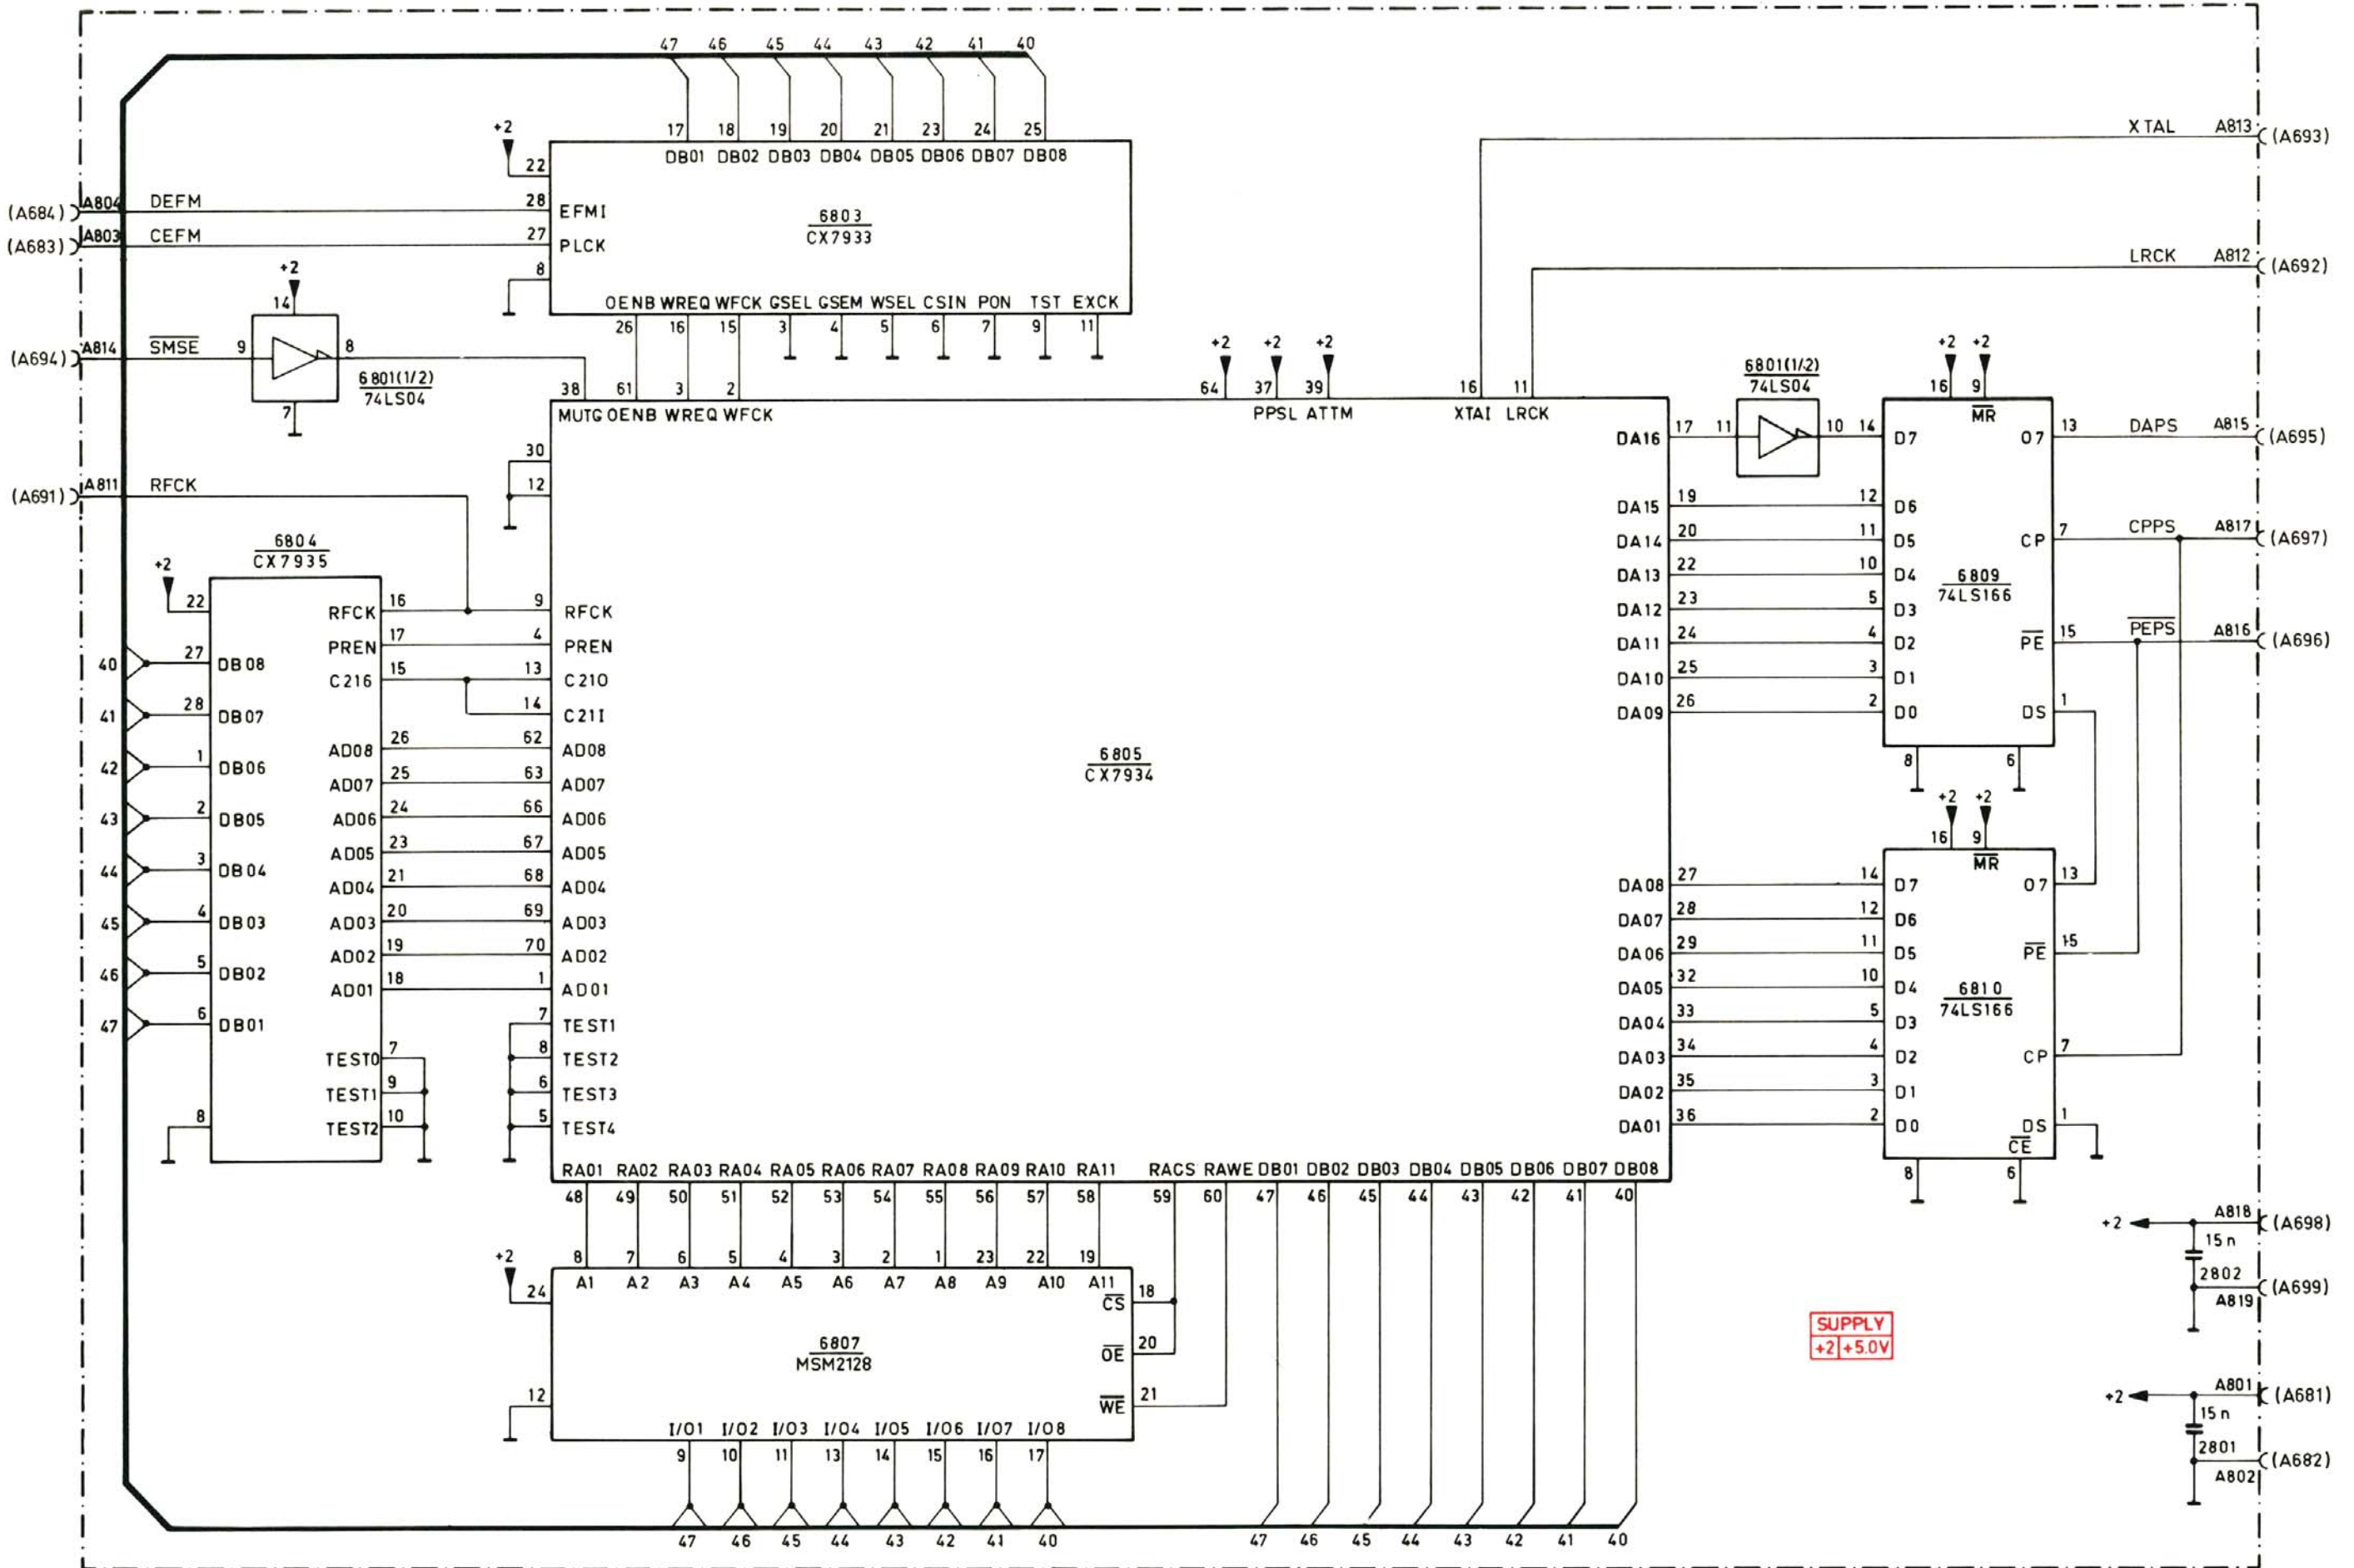 47 46 45 44 43 42 41 40
17 18 19 20 21 23 24 25
DB01 DB02 DB03 DB04 DB05 DB06 DB07 DB08
+2
22
(A684) A804 DEFM 28 EFMI
(A683) A803 CEFM 27 PLCK
8
6803
CX7933
OENB WREQ WFCK GSEL GSEM WSEL CSIN PON TST EXCK
26 16 15 3 4 5 6 7 9 11
XTAL A813 (A693)
LRCK A812 (A692)
+2
14
(A694) A814 SMSE 9 8
7
6801(1/2)
74LS04
38 61 3 2
MUTG OENB WREQ WFCK
+2 +2 +2
64 37 39
PPSL ATTM
16 11
XTAI LRCK
30
12
(A691) A811 RFCK
6804
CX7935
+2
22
40 27 DB08
41 28 DB07
42 1 DB06
43 2 DB05
44 3 DB04
45 4 DB03
46 5 DB02
47 6 DB01
8
RFCK 16 9 RFCK
PREN 17 4 PREN
C216 15 13 C210
14 C21I
AD08 26 62 AD08
AD07 25 63 AD07
AD06 24 66 AD06
AD05 23 67 AD05
AD04 21 68 AD04
AD03 20 69 AD03
AD02 19 70 AD02
AD01 18 1 AD01
7 TEST1
TEST0 7 8 TEST2
TEST1 9 6 TEST3
TEST2 10 5 TEST4
6805
CX7934
6801(1/2)
74LS04
+2 +2
16 9
MR
DA16 17 11 10 14 D7 O7 13 DAPS A815 (A695)
DA15 19 12 D6
DA14 20 11 D5 CP 7 CPPS A817 (A697)
DA13 22 10 D4
6809
74LS166
DA12 23 5 D3
DA11 24 4 D2 PE 15 PEPS A816 (A696)
DA10 25 3 D1
DA09 26 2 D0 DS 1
8 6
+2 +2
16 9
MR
DA08 27 14 D7 O7 13
DA07 28 12 D6
DA06 29 11 D5 PE 15
DA05 32 10 D4
6810
74LS166
DA04 33 5 D3
DA03 34 4 D2 CP 7
DA02 35 3 D1
DA01 36 2 D0 DS 1
CE
8 6
RA01 RA02 RA03 RA04 RA05 RA06 RA07 RA08 RA09 RA10 RA11 RACS RAWE DB01 DB02 DB03 DB04 DB05 DB06 DB07 DB08
48 49 50 51 52 53 54 55 56 57 58 59 60 47 46 45 44 43 42 41 40
8 7 6 5 4 3 2 1 23 22 19
A1 A2 A3 A4 A5 A6 A7 A8 A9 A10 A11
+2
24
CS 18
OE 20
WE 21
12
6807
MSM2128
I/O1 I/O2 I/O3 I/O4 I/O5 I/O6 I/O7 I/O8
9 10 11 13 14 15 16 17
47 46 45 44 43 42 41 40
47 46 45 44 43 42 41 40
+2 A818 (A698)
15n
2802
A819 (A699)
SUPPLY
+2 +5.0V
+2 A801 (A681)
15n
2801
A802 (A682)